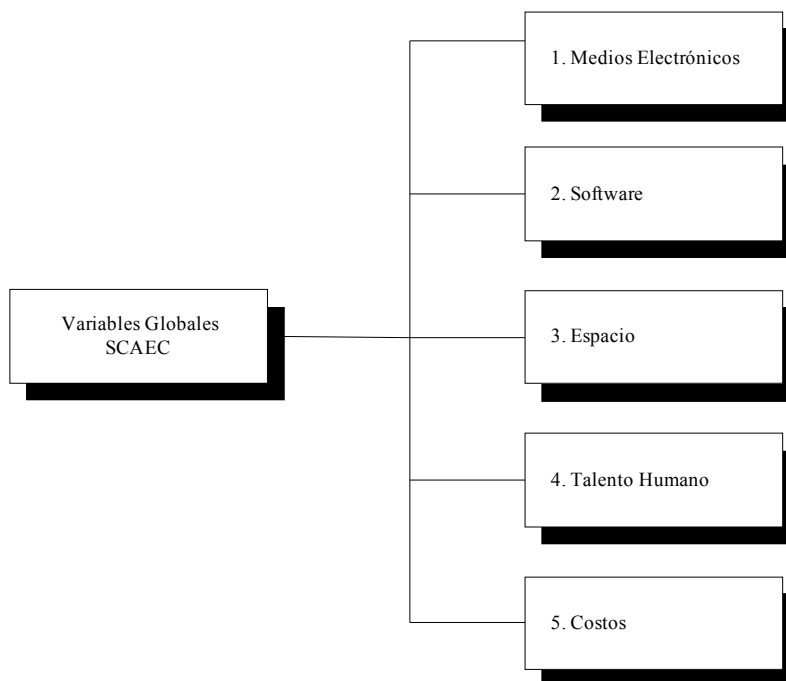 1. Medios Electrónicos
2. Software
Variables Globales
SCAEC
3. Espacio
4. Talento Humano
5. Costos